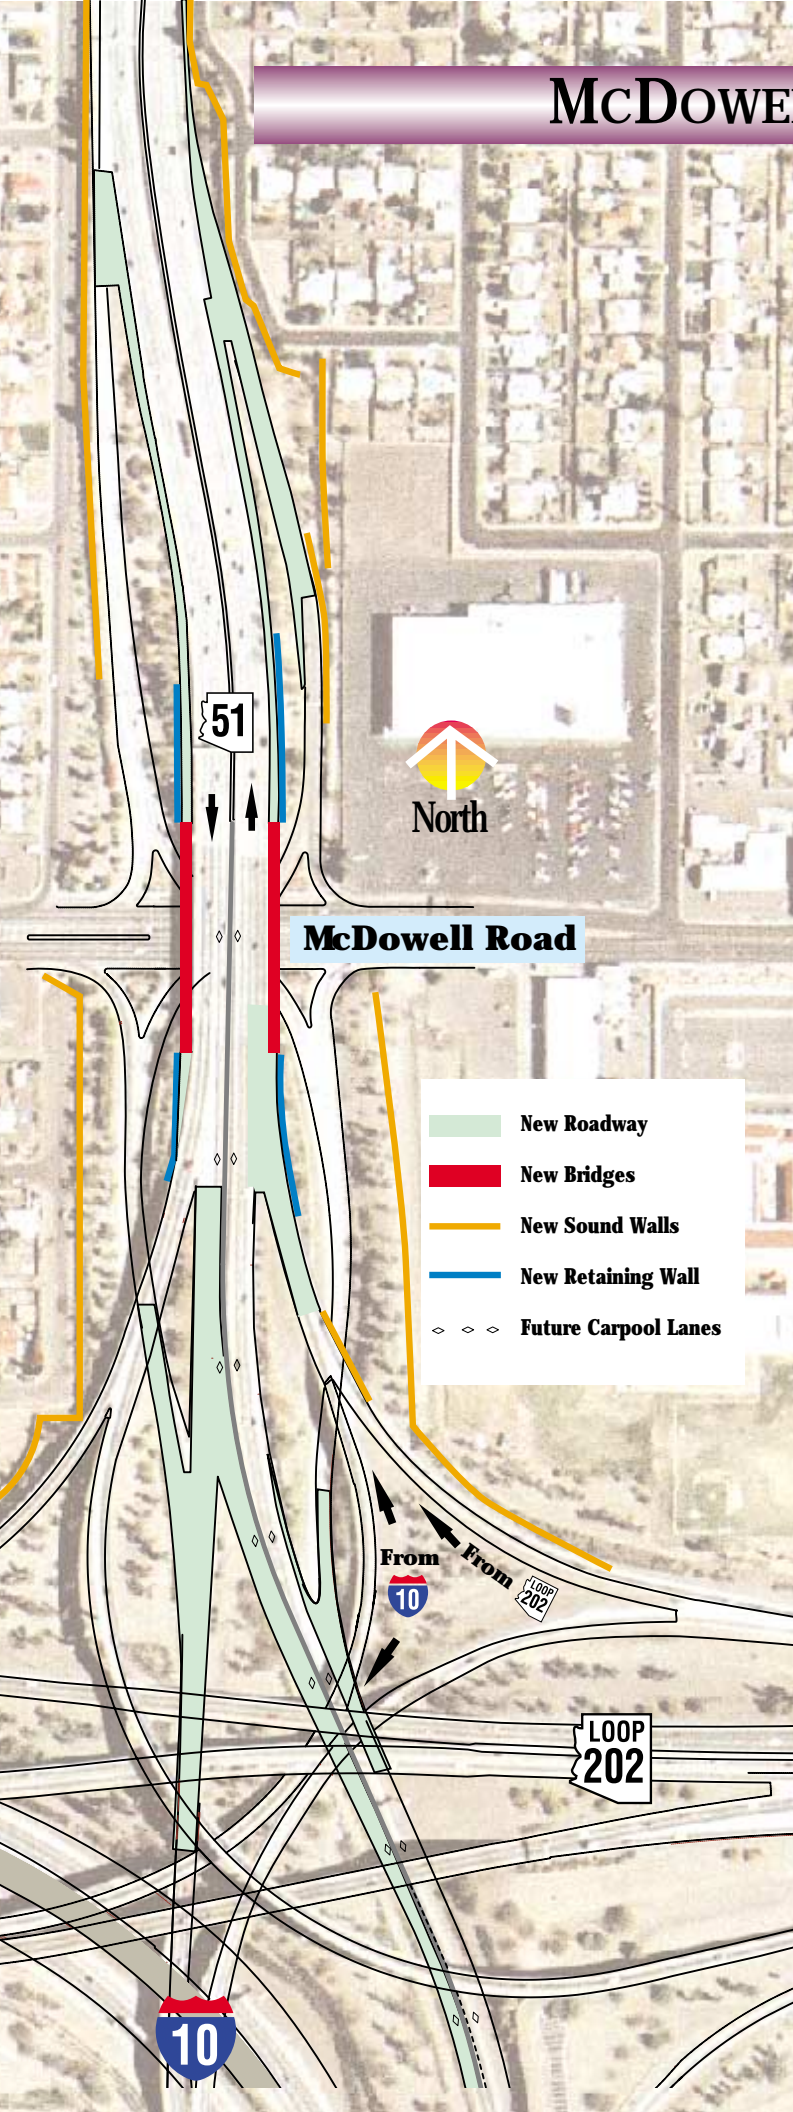 McDowe
51
North
McDowell Road
New Roadway
New Bridges
New Sound Walls
New Retaining Wall
Future Carpool Lanes
From
10
From
LOOP
202
LOOP
202
10